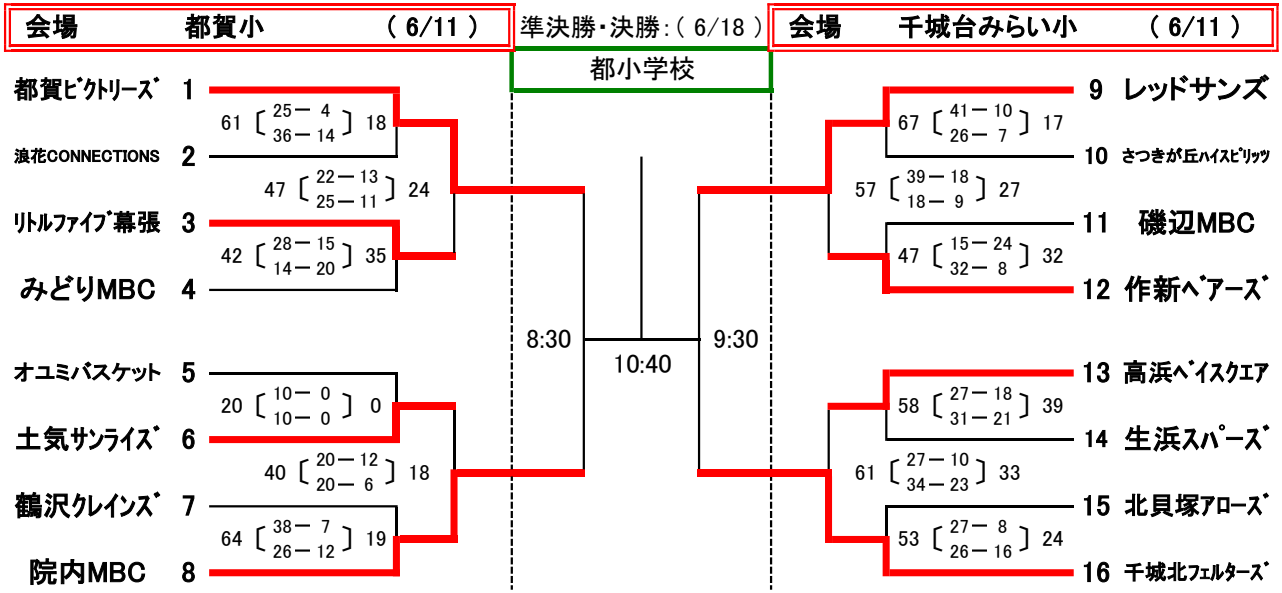 会場 都賀小 ( 6/11 )
準決勝・決勝:( 6/18 )
会場 千城台みらい小 ( 6/11 )
都小学校
都賀ビクトリーズ 1
61 25－ 4 18
36－14
浪花CONNECTIONS 2
47 22－13 24
25－11
リトルファイブ幕張 3
42 28－15 35
14－20
みどりMBC 4
オユミバスケット 5
20 10－ 0 0
10－ 0
土気サンライズ 6
40 20－12 18
20－ 6
鶴沢クレインズ 7
64 38－ 7 19
26－12
院内MBC 8
8:30
10:40
9:30
9 レッドサンズ
67 41－10 17
26－ 7
10 さつきが丘ハイスピリッツ
57 39－18 27
18－ 9
11 磯辺MBC
47 15－24 32
32－ 8
12 作新ベアーズ
13 高浜ベイスクエア
58 27－18 39
31－21
14 生浜スパーズ
61 27－10 33
34－23
15 北貝塚アローズ
53 27－ 8 24
26－16
16 千城北フェルターズ